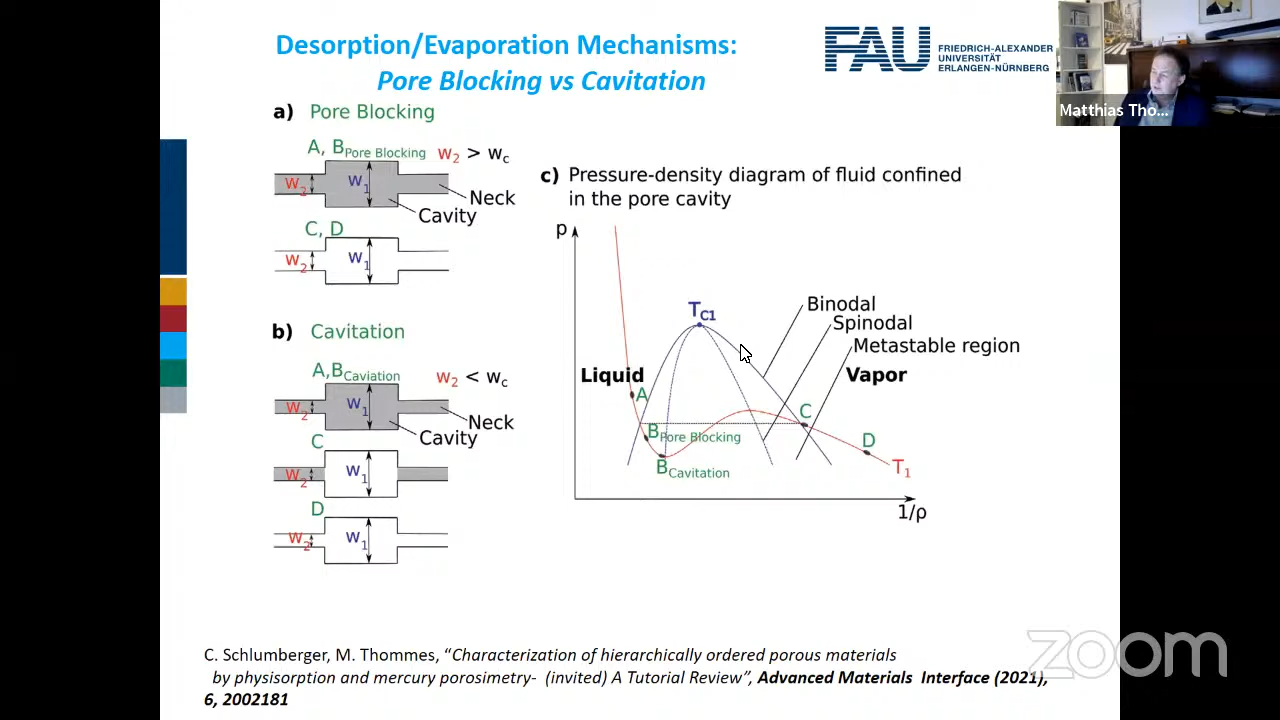 Desorption/Evaporation Mechanisms:
Pore Blocking vs Cavitation
FAU
FRIEDRICH-ALEXANDER
UNIVERSITÄT
ERLANGEN-NÜRNBERG
Matthias Tho...
a) Pore Blocking
A, B Pore Blocking w2 > wc
w2
w1
Neck
Cavity
C, D
w2
w1
b) Cavitation
A,B Caviation w2 < wc
w2
w1
Neck
Cavity
C
w2
w1
D
w2
w1
c) Pressure-density diagram of fluid confined
in the pore cavity
p
TC1
Binodal
Spinodal
Metastable region
Liquid
Vapor
A
C
B Pore Blocking
D
B Cavitation
T1
1/ρ
C. Schlumberger, M. Thommes, “Characterization of hierarchically ordered porous materials
by physisorption and mercury porosimetry- (invited) A Tutorial Review”, Advanced Materials Interface (2021),
6, 2002181
zoom